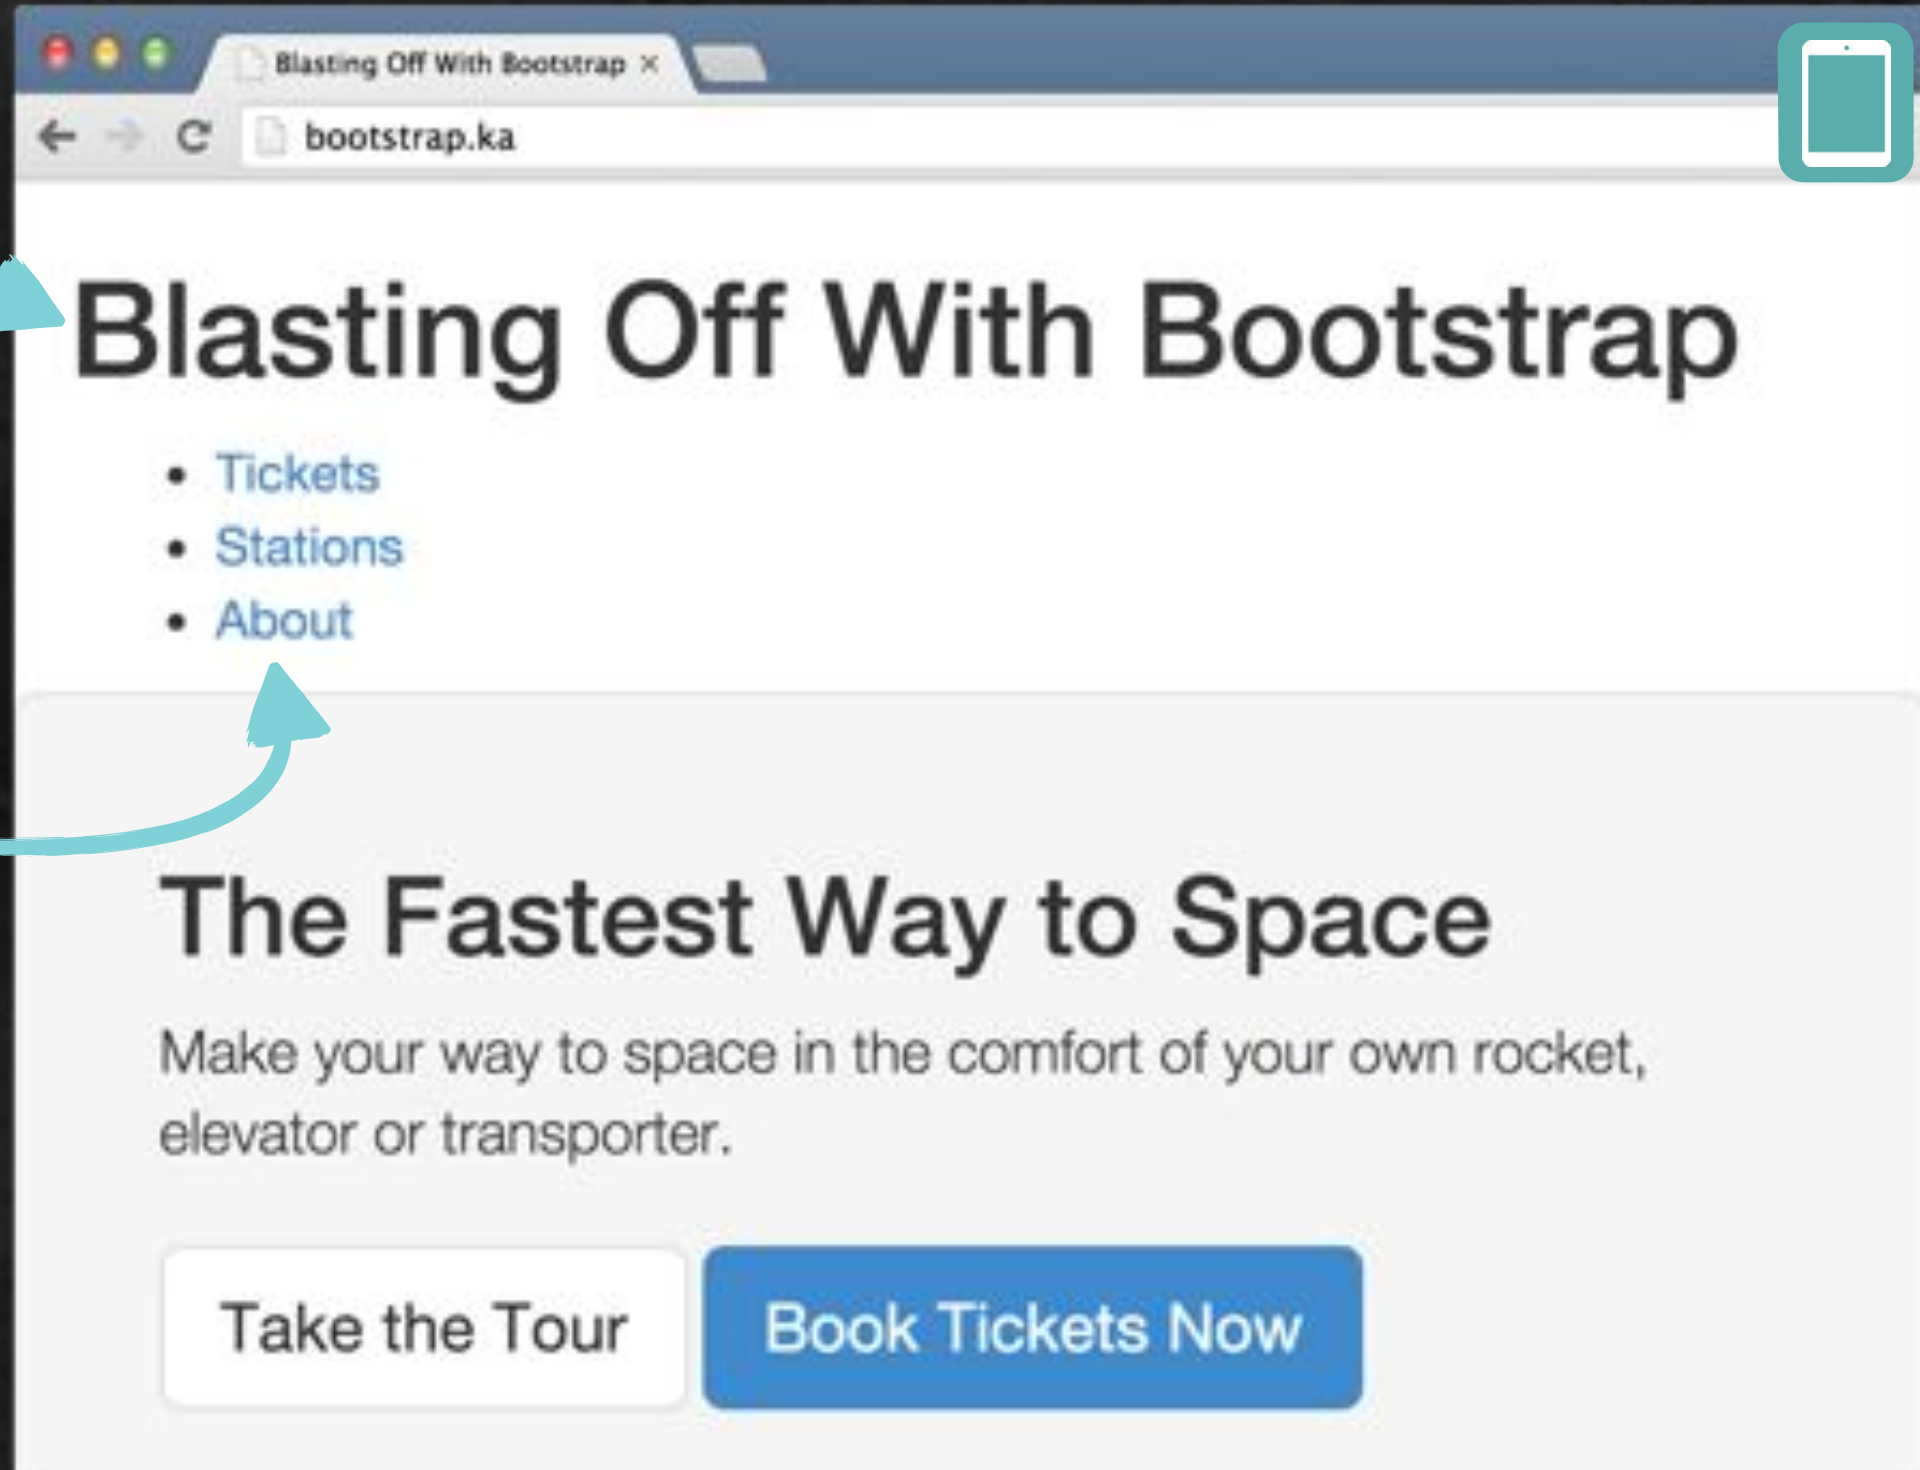 Blasting Off With Bootstrap ×
bootstrap.ka
Blasting Off With Bootstrap
• Tickets
• Stations
• About
The Fastest Way to Space
Make your way to space in the comfort of your own rocket,
elevator or transporter.
Take the Tour Book Tickets Now